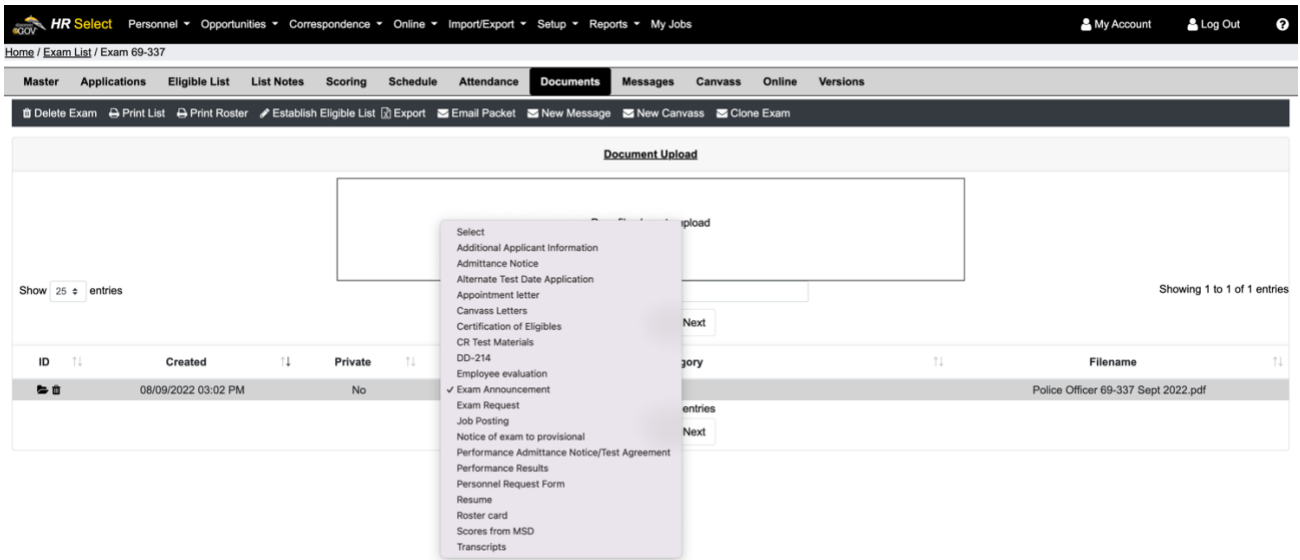 GOV HR Select Personnel Opportunities Correspondence Online Import/Export Setup Reports My Jobs My Account Log Out ?
Home / Exam List / Exam 69-337
Master Applications Eligible List List Notes Scoring Schedule Attendance Documents Messages Canvass Online Versions
Delete Exam Print List Print Roster Establish Eligible List Export Email Packet New Message New Canvass Clone Exam
Document Upload
upload
Select
Additional Applicant Information
Admittance Notice
Alternate Test Date Application
Appointment letter
Canvass Letters
Certification of Eligibles
CR Test Materials
DD-214
Employee evaluation
✓ Exam Announcement
Exam Request
Job Posting
Notice of exam to provisional
Performance Admittance Notice/Test Agreement
Performance Results
Personnel Request Form
Resume
Roster card
Scores from MSD
Transcripts
Show 25 entries
Showing 1 to 1 of 1 entries
Next
ID Created Private gory Filename
08/09/2022 03:02 PM No Police Officer 69-337 Sept 2022.pdf
entries
Next